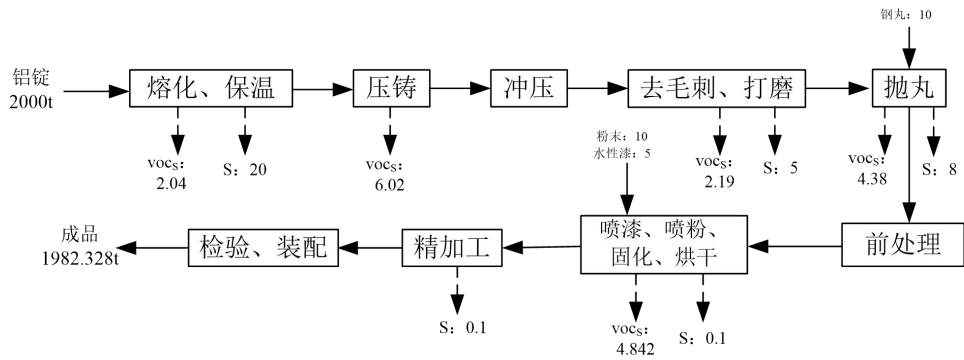 钢丸：10
铝锭
2000t
熔化、保温
压铸
冲压
去毛刺、打磨
抛丸
vocS：
2.04
S：20
vocS：
6.02
粉末：10
水性漆：5
vocS：
2.19
S：5
vocS：
4.38
S：8
成品
1982.328t
检验、装配
精加工
喷漆、喷粉、
固化、烘干
前处理
S：0.1
vocS：
4.842
S：0.1